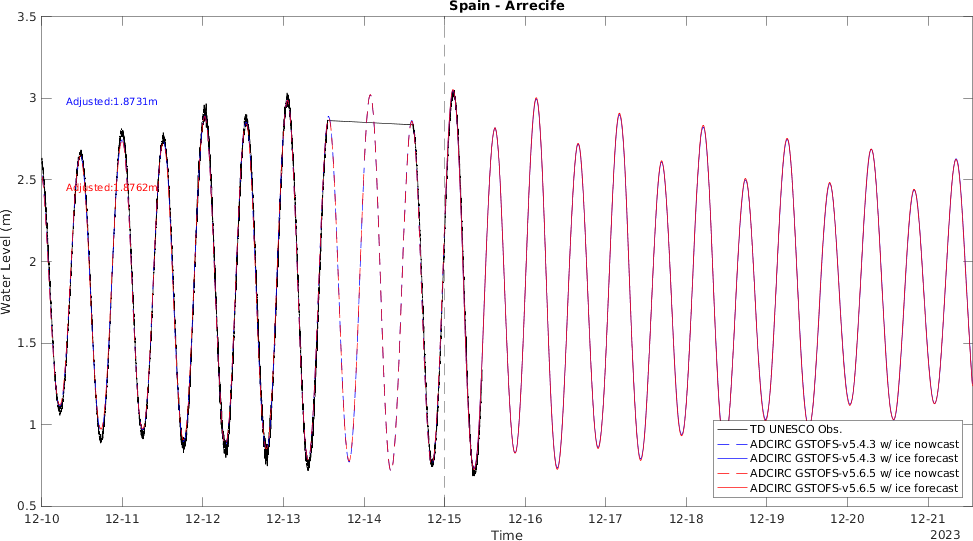 Spain - Arrecife
3.5
3
2.5
2
1.5
1
0.5
Water Level (m)
Adjusted:1.8731m
Adjusted:1.8762m
TD UNESCO Obs.
ADCIRC GSTOFS-v5.4.3 w/ ice nowcast
ADCIRC GSTOFS-v5.4.3 w/ ice forecast
ADCIRC GSTOFS-v5.6.5 w/ ice nowcast
ADCIRC GSTOFS-v5.6.5 w/ ice forecast
12-10 12-11 12-12 12-13 12-14 12-15 12-16 12-17 12-18 12-19 12-20 12-21
Time
2023